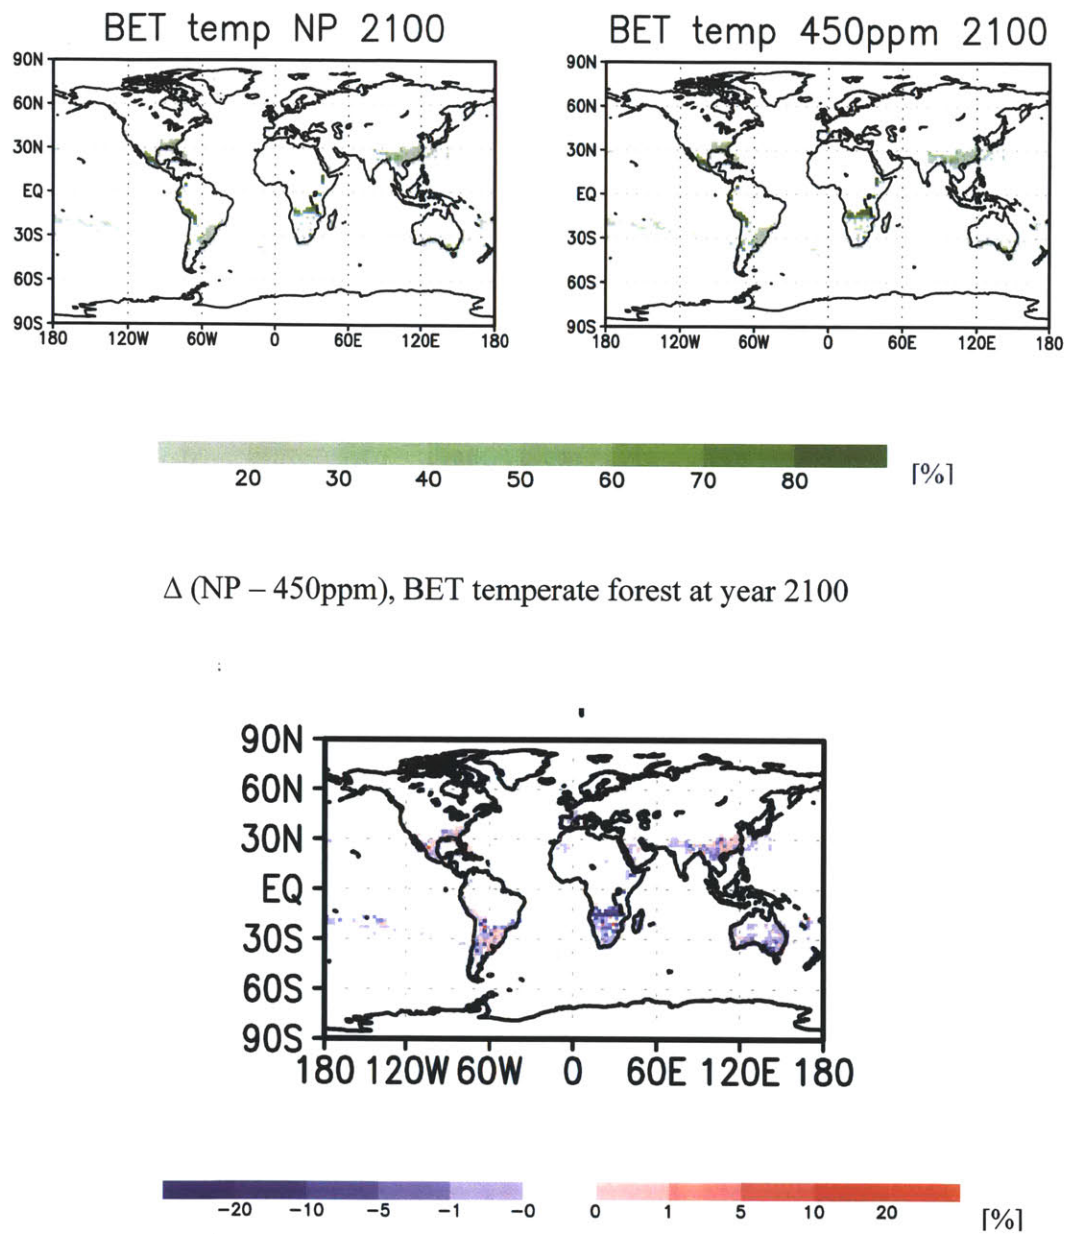 BET temp NP 2100
BET temp 450ppm 2100
90N
60N
30N
EQ
30S
60S
90S
180 120W 60W 0 60E 120E 180
90N
60N
30N
EQ
30S
60S
90S
180 120W 60W 0 60E 120E 180
20 30 40 50 60 70 80 [%]
Δ (NP – 450ppm), BET temperate forest at year 2100
90N
60N
30N
EQ
30S
60S
90S
180 120W 60W 0 60E 120E 180
-20 -10 -5 -1 -0 0 1 5 10 20 [%]